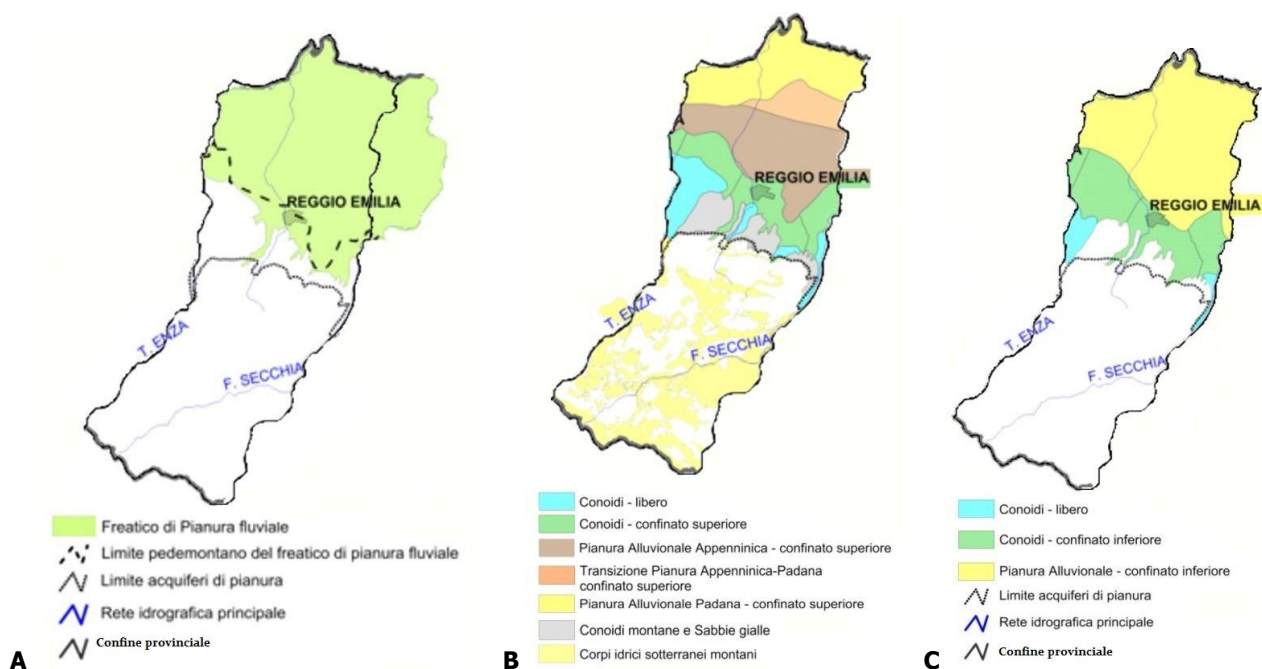 REGGIO EMILIA
T. ENZA
F. SECCHIA
Freatico di Pianura fluviale
Limite pedemontano del freatico di pianura fluviale
Limite acquiferi di pianura
Rete idrografica principale
Confine provinciale
A
A
REGGIO EMILIA
T. ENZA
F. SECCHIA
Conoidi - libero
Conoidi - confinato superiore
Pianura Alluvionale Appenninica - confinato superiore
Transizione Pianura Appenninica-Padana
confinato superiore
Pianura Alluvionale Padana - confinato superiore
Conoidi montane e Sabbie gialle
Corpi idrici sotterranei montani
B
A
REGGIO EMILIA
T. ENZA
F. SECCHIA
Conoidi - libero
Conoidi - confinato inferiore
Pianura Alluvionale - confinato inferiore
Limite acquiferi di pianura
Rete idrografica principale
Confine provinciale
C